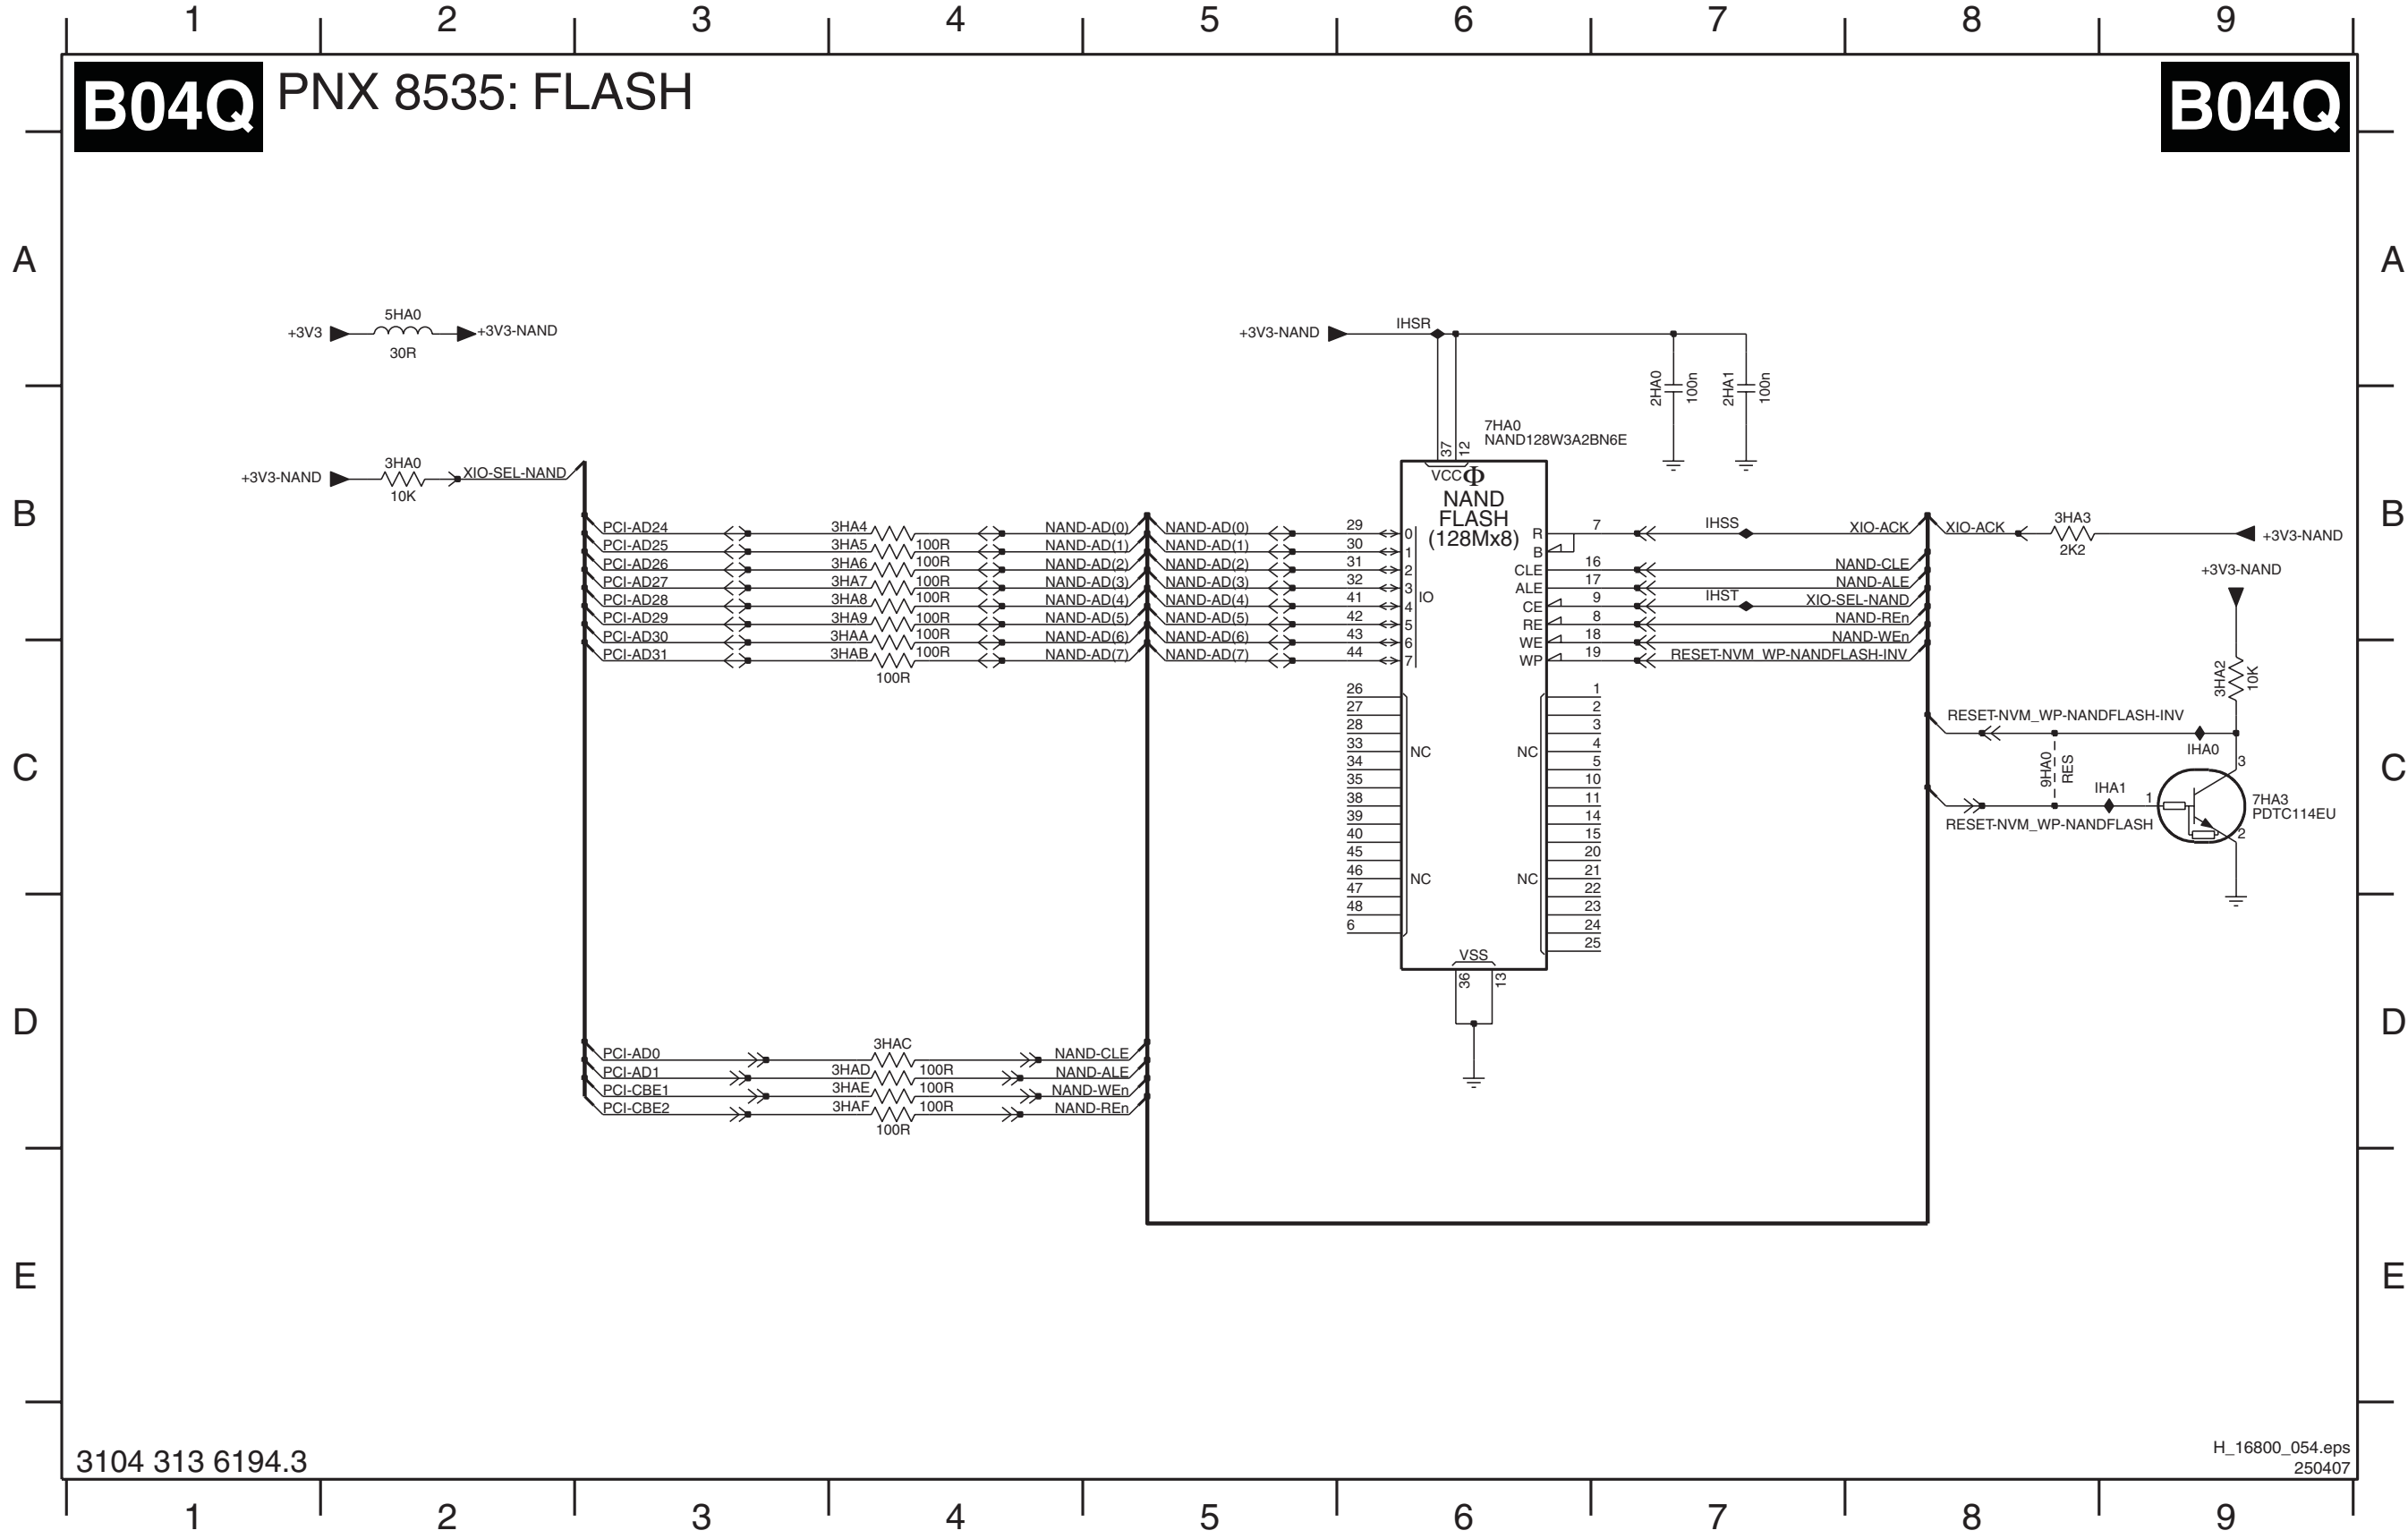 1 2 3 4 5 6 7 8 9
B04Q PNX 8535: FLASH B04Q
A A
5HA0
+3V3 +3V3-NAND
30R
+3V3-NAND IHSR
2HA0 100n 2HA1 100n
7HA0
NAND128W3A2BN6E
37 12
3HA0
+3V3-NAND XIO-SEL-NAND
10K
VCC Φ
NAND
FLASH
(128Mx8)
B B
PCI-AD24 3HA4 NAND-AD(0) NAND-AD(0) 29 0 R 7 IHSS XIO-ACK XIO-ACK 3HA3 +3V3-NAND
2K2
PCI-AD25 3HA5 100R NAND-AD(1) NAND-AD(1) 30 1 B
PCI-AD26 3HA6 100R NAND-AD(2) NAND-AD(2) 31 2 CLE 16 NAND-CLE
PCI-AD27 3HA7 100R NAND-AD(3) NAND-AD(3) 32 3 ALE 17 NAND-ALE
PCI-AD28 3HA8 100R NAND-AD(4) NAND-AD(4) 41 4 IO CE 9 IHST XIO-SEL-NAND
PCI-AD29 3HA9 100R NAND-AD(5) NAND-AD(5) 42 5 RE 8 NAND-REn
PCI-AD30 3HAA 100R NAND-AD(6) NAND-AD(6) 43 6 WE 18 NAND-WEn
PCI-AD31 3HAB 100R NAND-AD(7) NAND-AD(7) 44 7 WP 19 RESET-NVM_WP-NANDFLASH-INV
100R
+3V3-NAND
3HA2 10K
26 1
27 2
28 3
33 NC NC 4
34 5
35 10
38 11
39 14
40 15
45 20
46 NC NC 21
47 22
48 23
6 24
25
RESET-NVM_WP-NANDFLASH-INV
IHA0
C C
9HA0 RES
3
IHA1
1
7HA3
PDTC114EU
RESET-NVM_WP-NANDFLASH
2
VSS
36 13
D D
PCI-AD0 3HAC NAND-CLE
PCI-AD1 3HAD 100R NAND-ALE
PCI-CBE1 3HAE 100R NAND-WEn
PCI-CBE2 3HAF 100R NAND-REn
100R
E E
3104 313 6194.3
H_16800_054.eps
250407
1 2 3 4 5 6 7 8 9